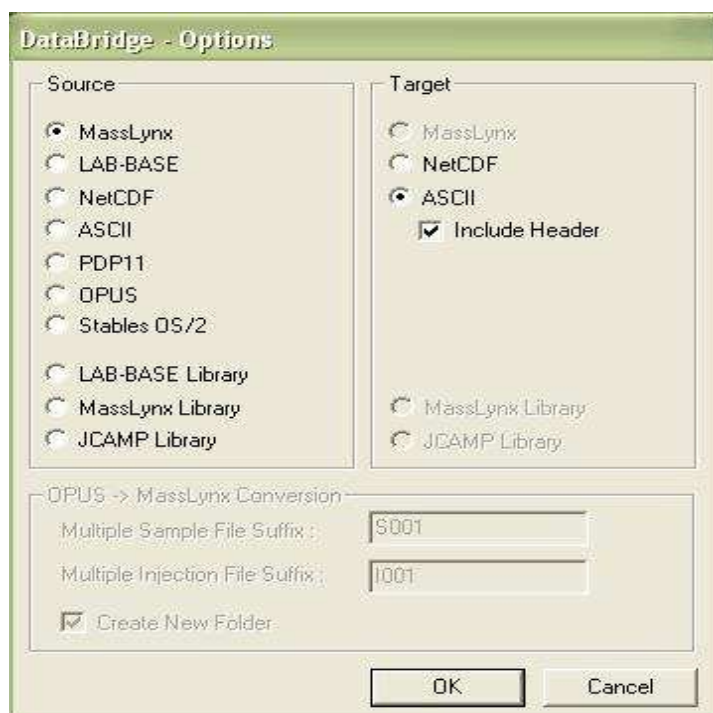 DataBridge - Options
Source
MassLynx
LAB-BASE
NetCDF
ASCII
PDP11
OPUS
Stables OS/2
LAB-BASE Library
MassLynx Library
JCAMP Library
Target
MassLynx
NetCDF
ASCII
Include Header
MassLynx Library
JCAMP Library
OPUS -> MassLynx Conversion
Multiple Sample File Suffix : S001
Multiple Injection File Suffix : I001
Create New Folder
OK Cancel